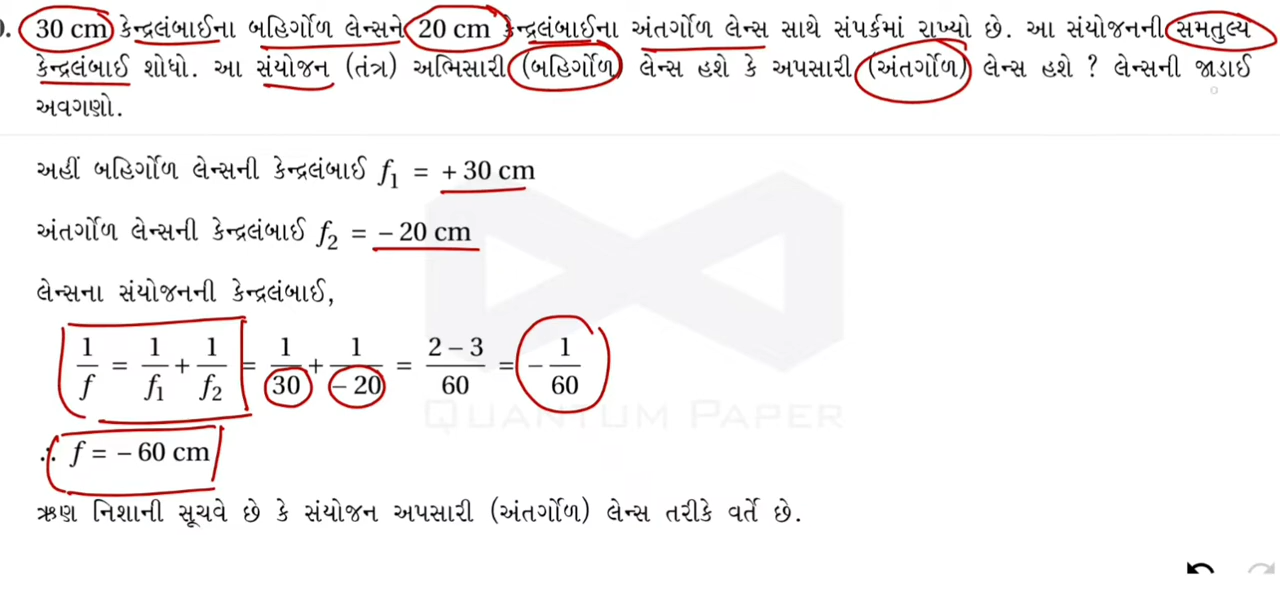 30 cm કેન્દ્રલંબાઈના બહિર્ગોળ લેન્સને 20 cm કેન્દ્રલંબાઈના અંતર્ગોળ લેન્સ સાથે સંપર્કમાં રાખ્યો છે. આ સંયોજનની સમતુલ્ય
કેન્દ્રલંબાઈ શોધો. આ સંયોજન (તંત્ર) અભિસારી (બહિર્ગોળ) લેન્સ હશે કે અપસારી (અંતર્ગોળ) લેન્સ હશે ? લેન્સની જાડાઈ
અવગણો.
અહીં બહિર્ગોળ લેન્સની કેન્દ્રલંબાઈ f₁ = + 30 cm
અંતર્ગોળ લેન્સની કેન્દ્રલંબાઈ f₂ = – 20 cm
લેન્સના સંયોજનની કેન્દ્રલંબાઈ,
1/f = 1/f₁ + 1/f₂ = 1/30 + 1/– 20 = 2 – 3/60 = – 1/60
QUANTUM PAPER
∴ f = – 60 cm
ઋણ નિશાની સૂચવે છે કે સંયોજન અપસારી (અંતર્ગોળ) લેન્સ તરીકે વર્તે છે.